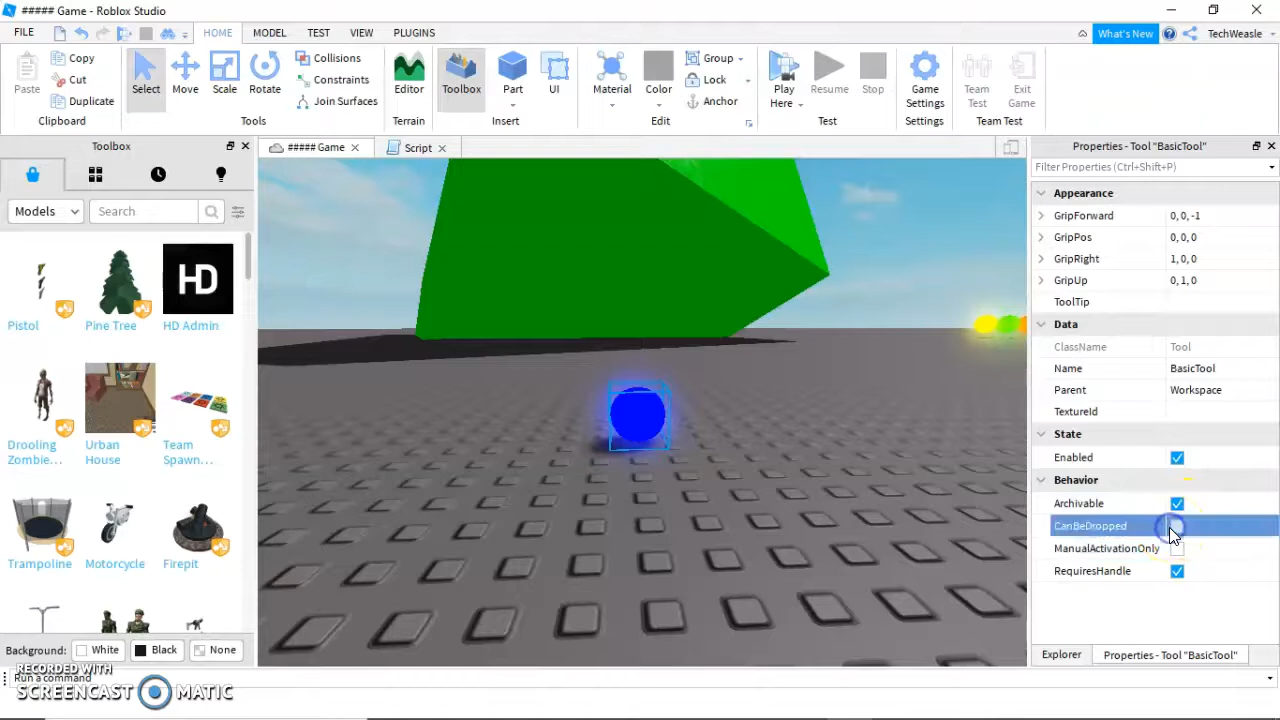 ##### Game - Roblox Studio
FILE HOME MODEL TEST VIEW PLUGINS What's New TechWeasle
Paste Copy Cut Duplicate Clipboard
Select Move Scale Rotate Collisions Constraints Join Surfaces Tools
Editor Terrain
Toolbox Part UI Insert
Material Color Group Lock Anchor Edit
Play Here Resume Stop Test
Game Settings Settings
Team Test Exit Game Team Test
Toolbox
##### Game Script
Models Search
Pistol Pine Tree HD HD Admin
Drooling Zombie... Urban House Team Spawn...
Trampoline Motorcycle Firepit
Background: White Black None
RECORDED WITH
Run a command
SCREENCAST MATIC
Properties - Tool "BasicTool"
Filter Properties (Ctrl+Shift+P)
Appearance
GripForward 0, 0, -1
GripPos 0, 0, 0
GripRight 1, 0, 0
GripUp 0, 1, 0
ToolTip
Data
ClassName Tool
Name BasicTool
Parent Workspace
TextureId
State
Enabled
Behavior
Archivable
CanBeDropped
ManualActivationOnly
RequiresHandle
Explorer Properties - Tool "BasicTool"